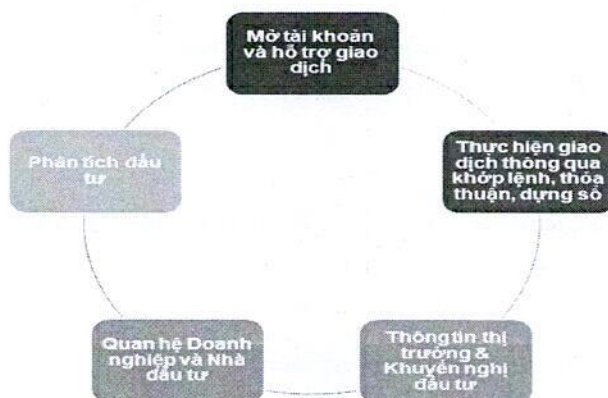 Mở tài khoản
và hỗ trợ giao
dịch
Thực hiện giao
dịch thông qua
khớp lệnh, thỏa
thuận, dựng sổ
Thông tin thị
trường &
Khuyến nghị
đầu tư
Quan hệ Doanh
nghiệp và Nhà
đầu tư
Phân tích đầu
tư